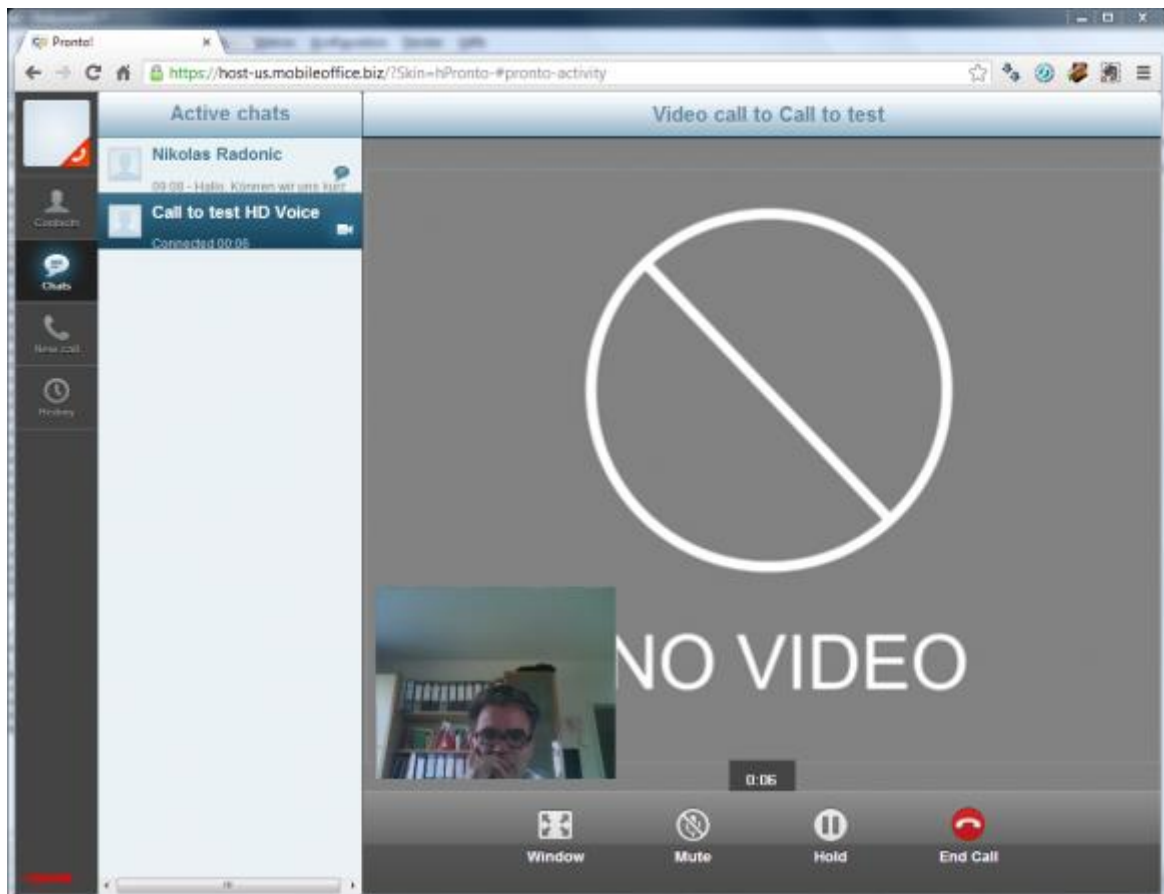 Pronto!
https://host-us.mobileoffice.biz/?Skin=hPronto-#pronto-activity
Active chats
Video call to Call to test
Nikolas Radonic
09:08 - Hallo, Können wir uns kurz
Contacts
Call to test HD Voice
Connected 00:06
Chats
New call
History
NO VIDEO
0:06
Window
Mute
Hold
End Call